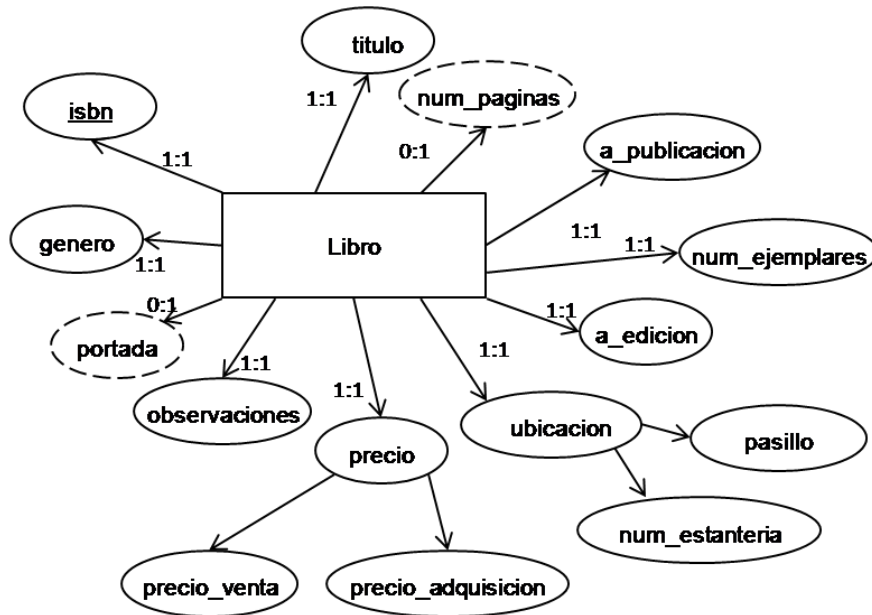 titulo
num_paginas
isbn
1:1
0:1
a_publicacion
1:1
genero
Libro
1:1
1:1
num_ejemplares
1:1
0:1
1:1
a_edicion
portada
1:1
1:1
1:1
observaciones
ubicacion
pasillo
precio
num_estanteria
precio_venta
precio_adquisicion